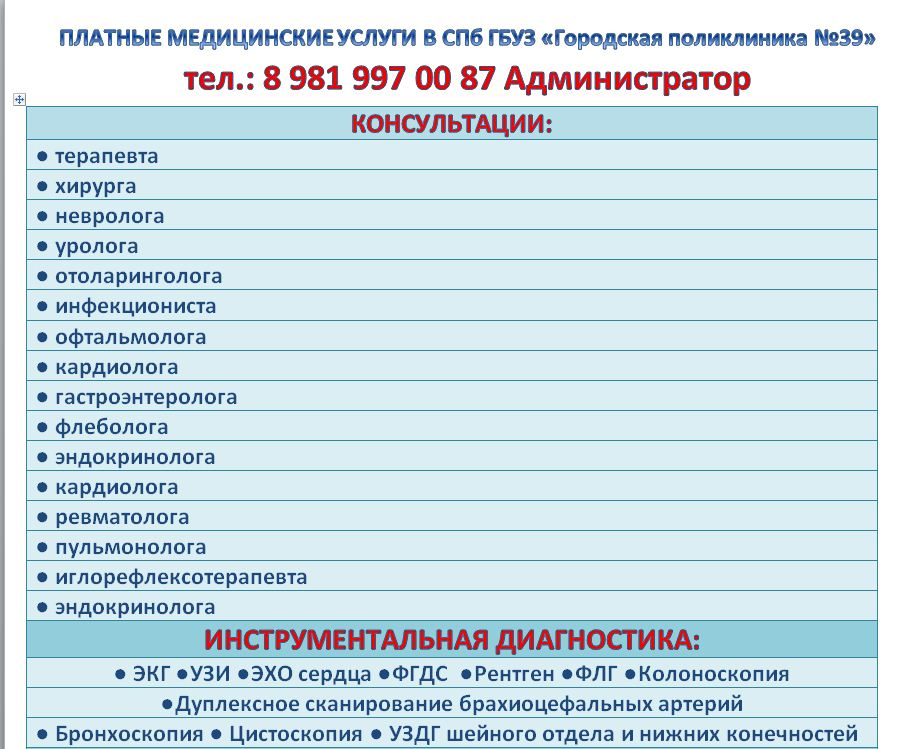 ПЛАТНЫЕ МЕДИЦИНСКИЕ УСЛУГИ В СПб ГБУЗ «Городская поликлиника №39»
тел.: 8 981 997 00 87 Администратор
КОНСУЛЬТАЦИИ:
● терапевта
● хирурга
● невролога
● уролога
● отоларинголога
● инфекциониста
● офтальмолога
● кардиолога
● гастроэнтеролога
● флеболога
● эндокринолога
● кардиолога
● ревматолога
● пульмонолога
● иглорефлексотерапевта
● эндокринолога
ИНСТРУМЕНТАЛЬНАЯ ДИАГНОСТИКА:
● ЭКГ ●УЗИ ●ЭХО сердца ●ФГДС ●Рентген ●ФЛГ ●Колоноскопия
●Дуплексное сканирование брахиоцефальных артерий
● Бронхоскопия ● Цистоскопия ● УЗДГ шейного отдела и нижних конечностей